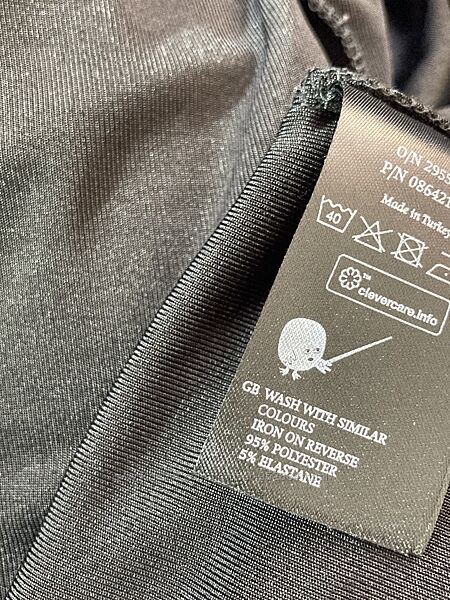 O/N 2955
P/N 08642
Made in Turkey
40
™
clevercare.info
GB WASH WITH SIMILAR
COLOURS
IRON ON REVERSE
95% POLYESTER
5% ELASTANE